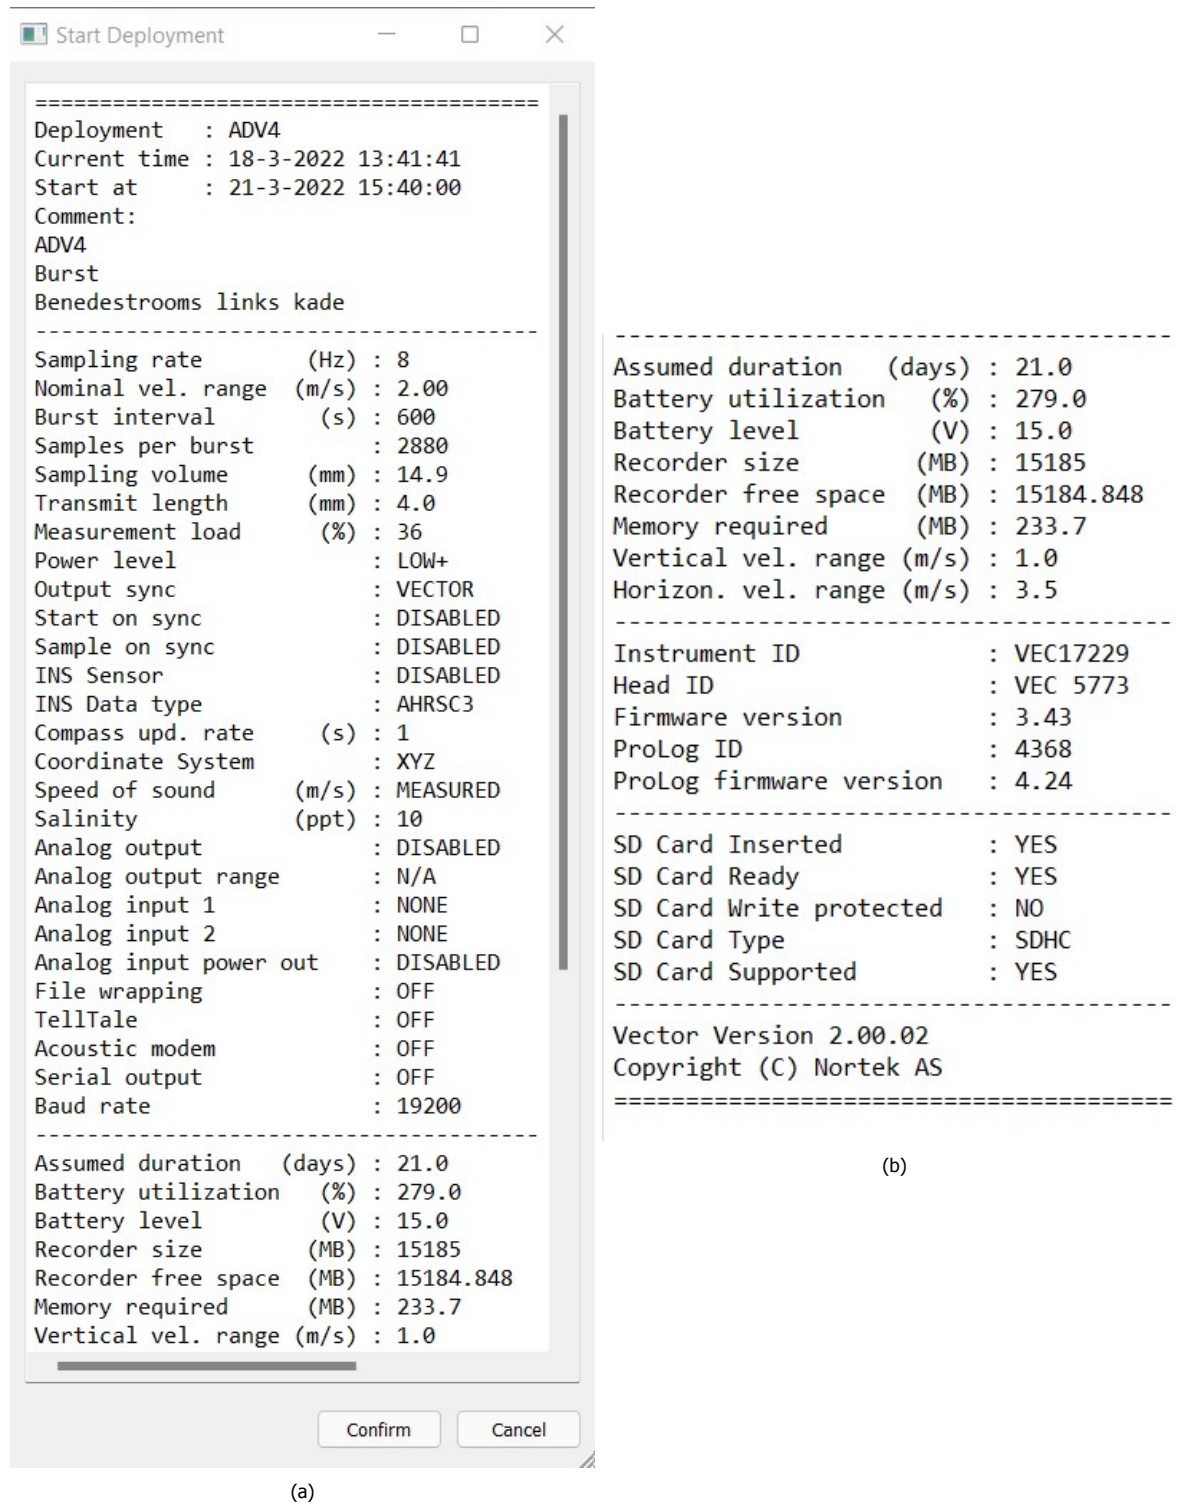 Start Deployment
=======================================
Deployment   : ADV4
Current time : 18-3-2022 13:41:41
Start at     : 21-3-2022 15:40:00
Comment:
ADV4
Burst
Benedestrooms links kade
---------------------------------------
Sampling rate        (Hz) : 8
Nominal vel. range  (m/s) : 2.00
Burst interval        (s) : 600
Samples per burst         : 2880
Sampling volume      (mm) : 14.9
Transmit length      (mm) : 4.0
Measurement load      (%) : 36
Power level               : LOW+
Output sync               : VECTOR
Start on sync             : DISABLED
Sample on sync            : DISABLED
INS Sensor                : DISABLED
INS Data type             : AHRSC3
Compass upd. rate     (s) : 1
Coordinate System         : XYZ
Speed of sound      (m/s) : MEASURED
Salinity            (ppt) : 10
Analog output             : DISABLED
Analog output range       : N/A
Analog input 1            : NONE
Analog input 2            : NONE
Analog input power out    : DISABLED
File wrapping             : OFF
TellTale                  : OFF
Acoustic modem            : OFF
Serial output             : OFF
Baud rate                 : 19200
---------------------------------------
Assumed duration   (days) : 21.0
Battery utilization   (%) : 279.0
Battery level         (V) : 15.0
Recorder size        (MB) : 15185
Recorder free space  (MB) : 15184.848
Memory required      (MB) : 233.7
Vertical vel. range (m/s) : 1.0
Confirm
Cancel
(a)
---------------------------------------
Assumed duration   (days) : 21.0
Battery utilization   (%) : 279.0
Battery level         (V) : 15.0
Recorder size        (MB) : 15185
Recorder free space  (MB) : 15184.848
Memory required      (MB) : 233.7
Vertical vel. range (m/s) : 1.0
Horizon. vel. range (m/s) : 3.5
---------------------------------------
Instrument ID             : VEC17229
Head ID                   : VEC 5773
Firmware version          : 3.43
ProLog ID                 : 4368
ProLog firmware version   : 4.24
---------------------------------------
SD Card Inserted          : YES
SD Card Ready             : YES
SD Card Write protected   : NO
SD Card Type              : SDHC
SD Card Supported         : YES
---------------------------------------
Vector Version 2.00.02
Copyright (C) Nortek AS
=======================================
(b)